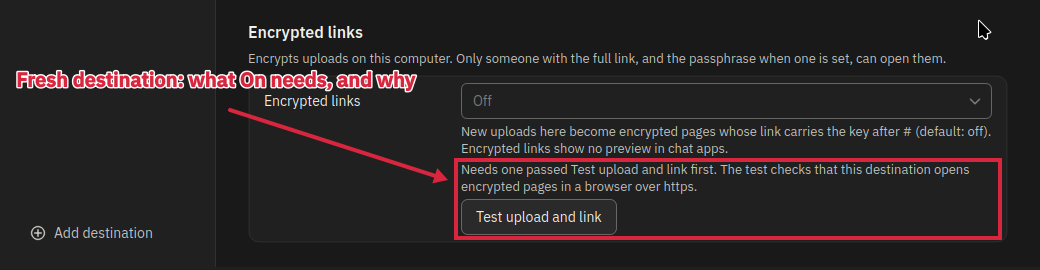 Encrypted links
Encrypts uploads on this computer. Only someone with the full link, and the passphrase when one is set, can open them.
Fresh destination: what On needs, and why
Encrypted links
Off
New uploads here become encrypted pages whose link carries the key after # (default: off).
Encrypted links show no preview in chat apps.
Needs one passed Test upload and link first. The test checks that this destination opens
encrypted pages in a browser over https.
Test upload and link
Add destination